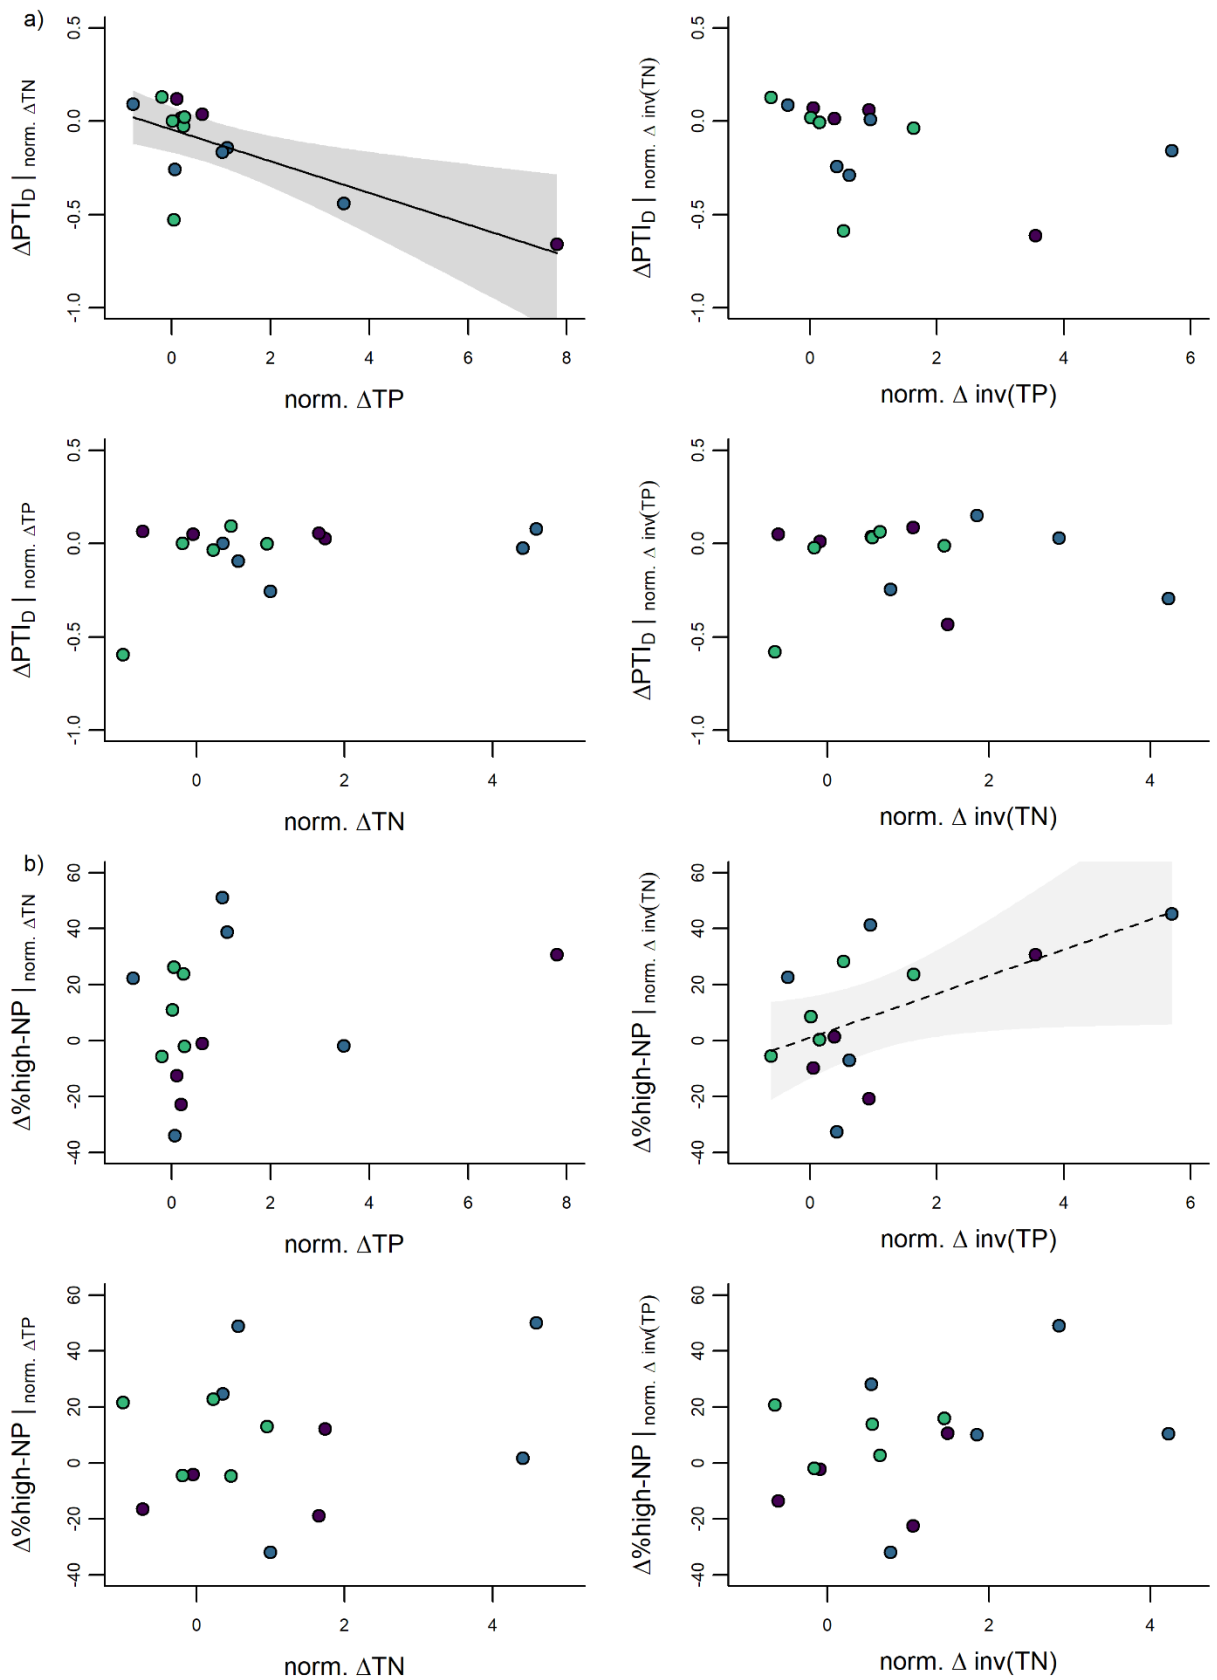 a)
ΔPTI_D | norm. ΔTN
0.5
0.0
-0.5
-1.0
0 2 4 6 8
norm. ΔTP
ΔPTI_D | norm. Δ inv(TN)
0.5
0.0
-0.5
-1.0
0 2 4 6
norm. Δ inv(TP)
ΔPTI_D | norm. ΔTP
0.5
0.0
-0.5
-1.0
0 2 4
norm. ΔTN
ΔPTI_D | norm. Δ inv(TP)
0.5
0.0
-0.5
-1.0
0 2 4
norm. Δ inv(TN)
b)
Δ%high-NP | norm. ΔTN
60
40
20
0
-20
-40
0 2 4 6 8
norm. ΔTP
Δ%high-NP | norm. Δ inv(TN)
60
40
20
0
-20
-40
0 2 4 6
norm. Δ inv(TP)
Δ%high-NP | norm. ΔTP
60
40
20
0
-20
-40
0 2 4
norm. ΔTN
Δ%high-NP | norm. Δ inv(TP)
60
40
20
0
-20
-40
0 2 4
norm. Δ inv(TN)